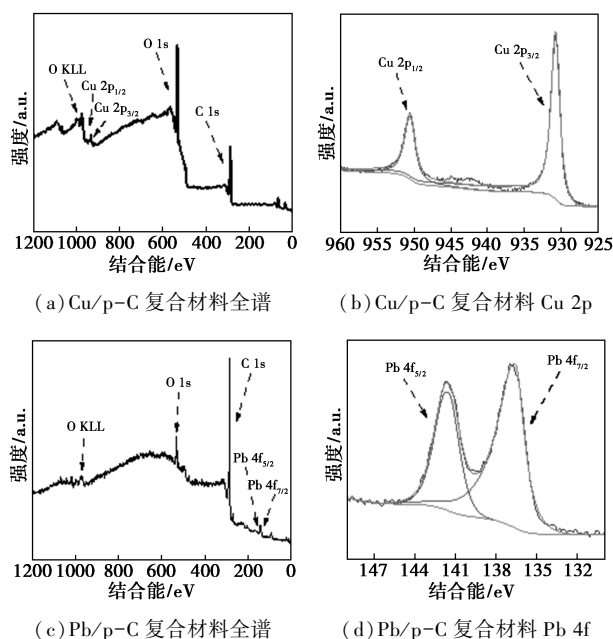 O 1s
O KLL
Cu 2p1/2
Cu 2p3/2
C 1s
强度/a.u.
1200 1000 800 600 400 200 0
结合能/eV
(a)Cu/p-C 复合材料全谱
Cu 2p1/2
Cu 2p3/2
强度/a.u.
960 955 950 945 940 935 930 925
结合能/eV
(b)Cu/p-C 复合材料 Cu 2p
C 1s
O 1s
O KLL
Pb 4f5/2
Pb 4f7/2
强度/a.u.
1200 1000 800 600 400 200 0
结合能/eV
(c)Pb/p-C 复合材料全谱
Pb 4f7/2
Pb 4f5/2
强度/a.u.
147 144 141 138 135 132
结合能/eV
(d)Pb/p-C 复合材料 Pb 4f